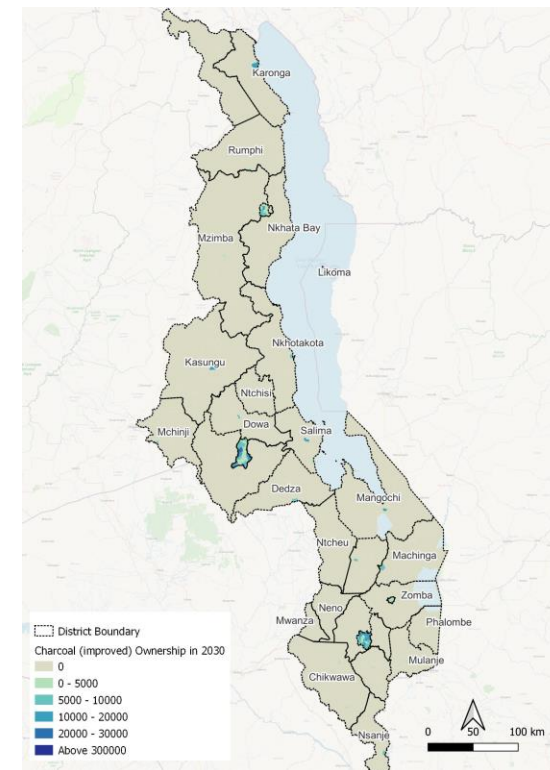 Karonga
Rumphi
Nkhata Bay
Mzimba
Likoma
Nkhotakota
Kasungu
Ntchisi
Mchinji
Dowa
Salima
Dedza
Mangochi
Ntcheu
Machinga
Neno
Zomba
Mwanza
Phalombe
Mulanje
Chikwawa
Nsanje
District Boundary
Charcoal (improved) Ownership in 2030
0
0 - 5000
5000 - 10000
10000 - 20000
20000 - 30000
Above 300000
0 50 100 km